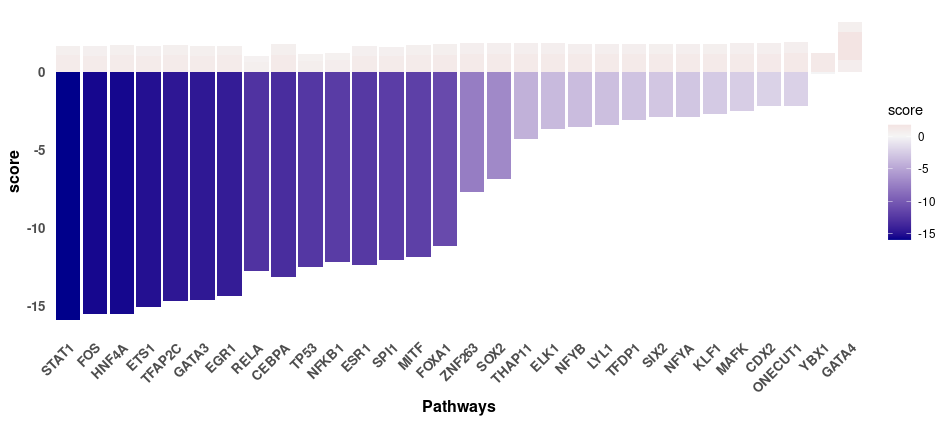 score
0
-5
-10
-15
STAT1
FOS
HNF4A
ETS1
TFAP2C
GATA3
EGR1
RELA
CEBPA
TP53
NFKB1
ESR1
SPI1
MITF
FOXA1
ZNF263
SOX2
THAP11
ELK1
NFYB
LYL1
TFDP1
SIX2
NFYA
KLF1
MAFK
CDX2
ONECUT1
YBX1
GATA4
Pathways
score
0
-5
-10
-15